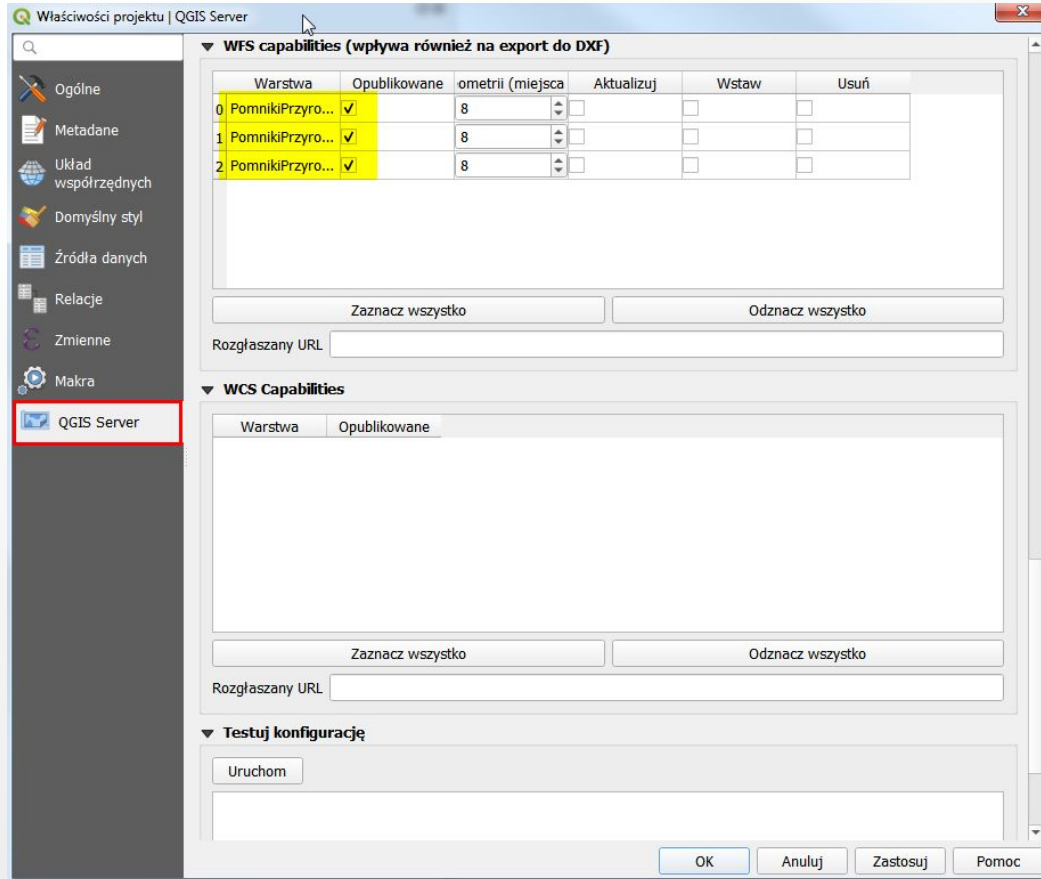 Właściwości projektu | QGIS Server
Ogólne
Metadane
Układ
współrzędnych
Domyślny styl
Źródła danych
Relacje
Zmienne
Makra
QGIS Server
WFS capabilities (wpływa również na export do DXF)
Warstwa Opublikowane ometrii (miejsca Aktualizuj Wstaw Usuń
0 PomnikiPrzyro... 8
1 PomnikiPrzyro... 8
2 PomnikiPrzyro... 8
Zaznacz wszystko Odznacz wszystko
Rozgłaszany URL
WCS Capabilities
Warstwa Opublikowane
Zaznacz wszystko Odznacz wszystko
Rozgłaszany URL
Testuj konfigurację
Uruchom
OK Anuluj Zastosuj Pomoc